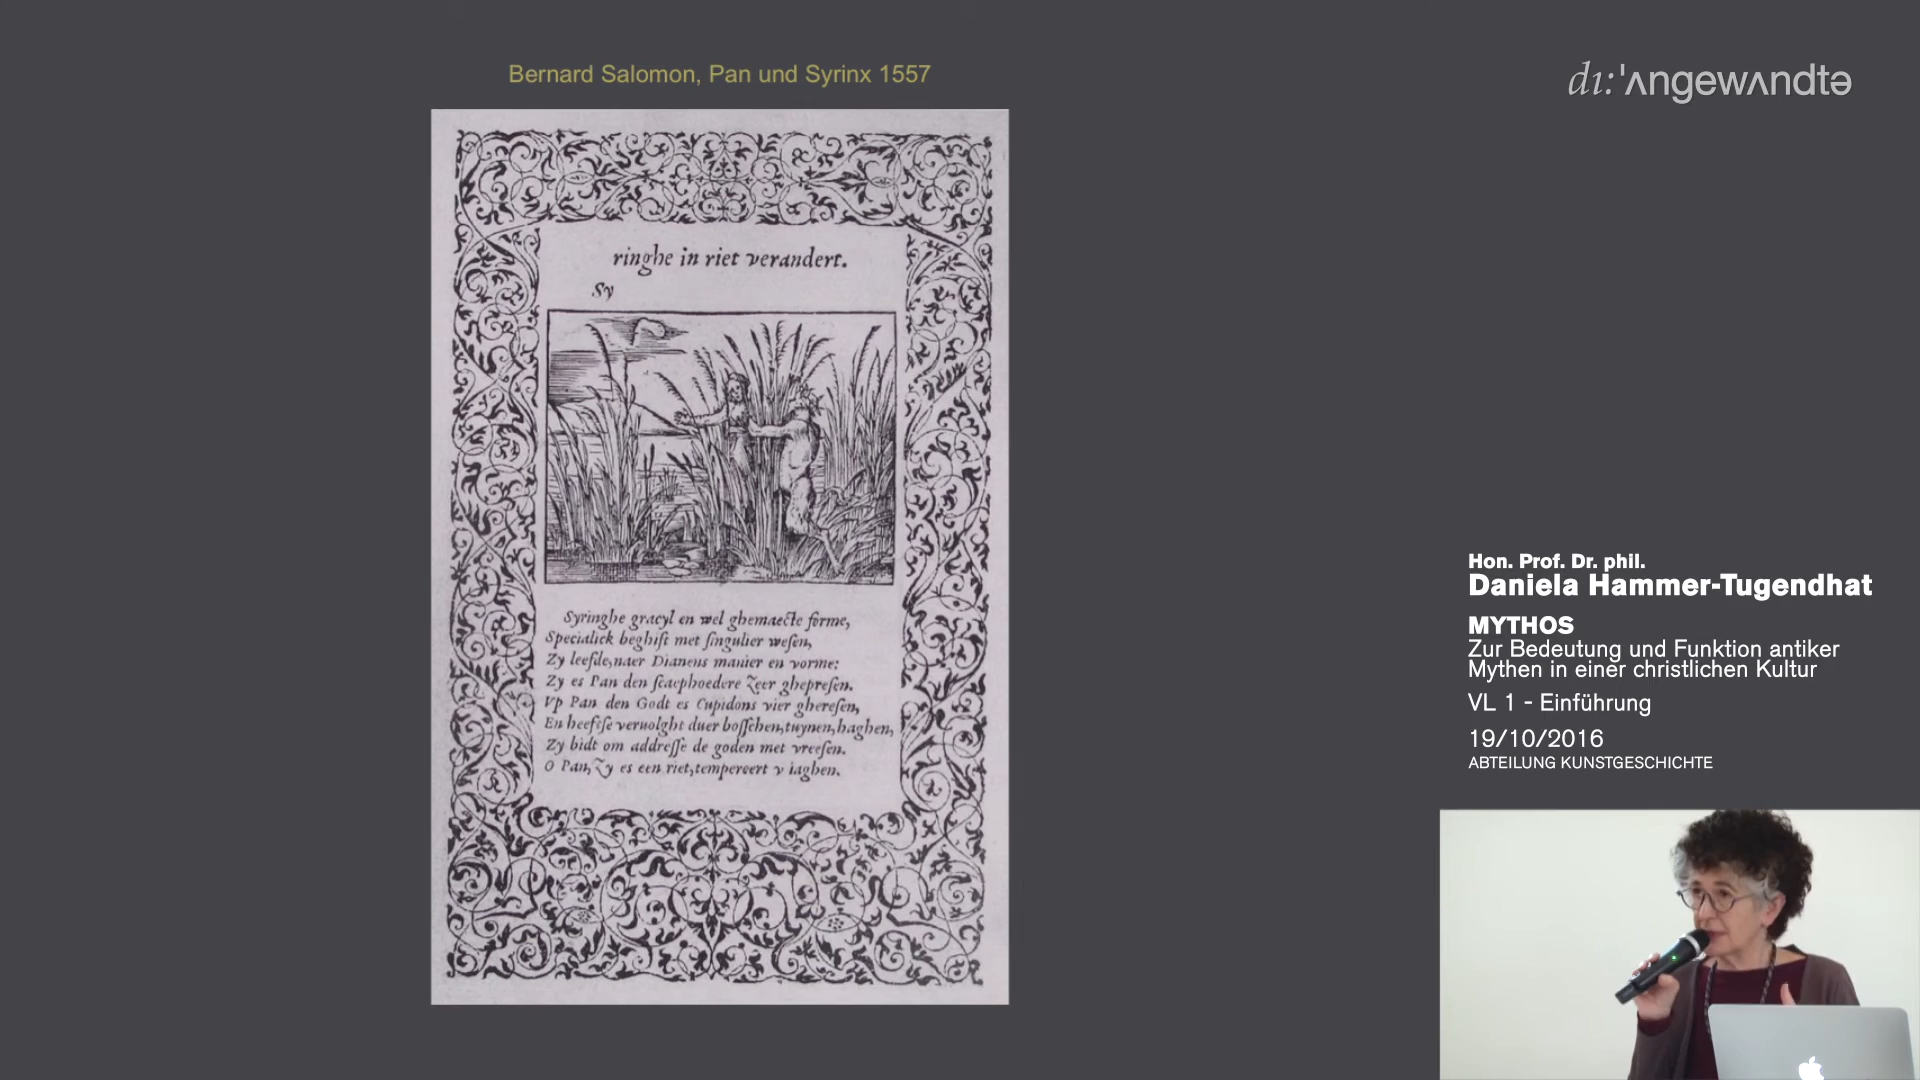 Bernard Salomon, Pan und Syrinx 1557
dı:'ʌngewʌndtə
ringhe in riet verandert.
Sy
Syringhe gracyl en wel ghemaecte forme,
Specialick beghift met singulier wesen,
Zy leefde, naer Dianens manier en vorme:
Zy es Pan den scaephoedere Zeer ghepresen.
Vp Pan den Godt es Cupidons vier gheresen,
En heeftse vervolght duer bosschen, tuynen, haghen,
Zy bidt om addresse de goden met vreesen.
O Pan, Zy es een riet, tempereert v iaghen.
Hon. Prof. Dr. phil.
Daniela Hammer-Tugendhat
MYTHOS
Zur Bedeutung und Funktion antiker
Mythen in einer christlichen Kultur
VL 1 - Einführung
19/10/2016
ABTEILUNG KUNSTGESCHICHTE